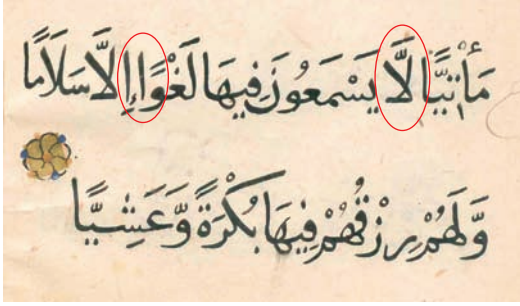 مَأْتِيًّا لَّا يَسْمَعُونَ فِيهَا لَغْوًا إِلَّا سَلَامًا
وَّلَهُمْ رِزْقُهُمْ فِيهَا بُكْرَةً وَّعَشِيًّا